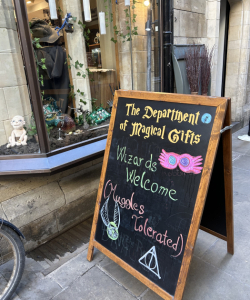 The Department
of Magical Gifts
Wizards
Welcome
(Muggles
Tolerated)